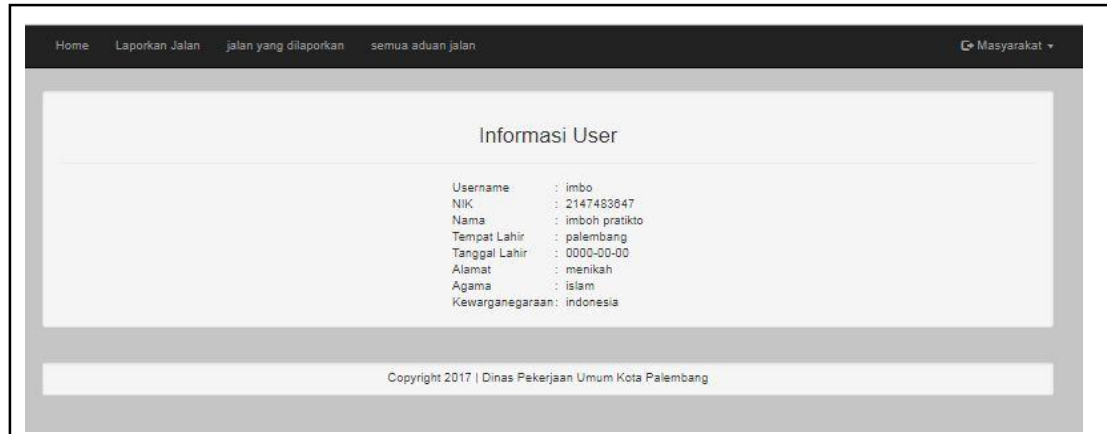 Home Laporkan Jalan jalan yang dilaporkan semua aduan jalan Masyarakat
Informasi User
Username : imbo
NIK : 2147483647
Nama : imboh pratikto
Tempat Lahir : palembang
Tanggal Lahir : 0000-00-00
Alamat : menikah
Agama : islam
Kewarganegaraan : indonesia
Copyright 2017 | Dinas Pekerjaan Umum Kota Palembang